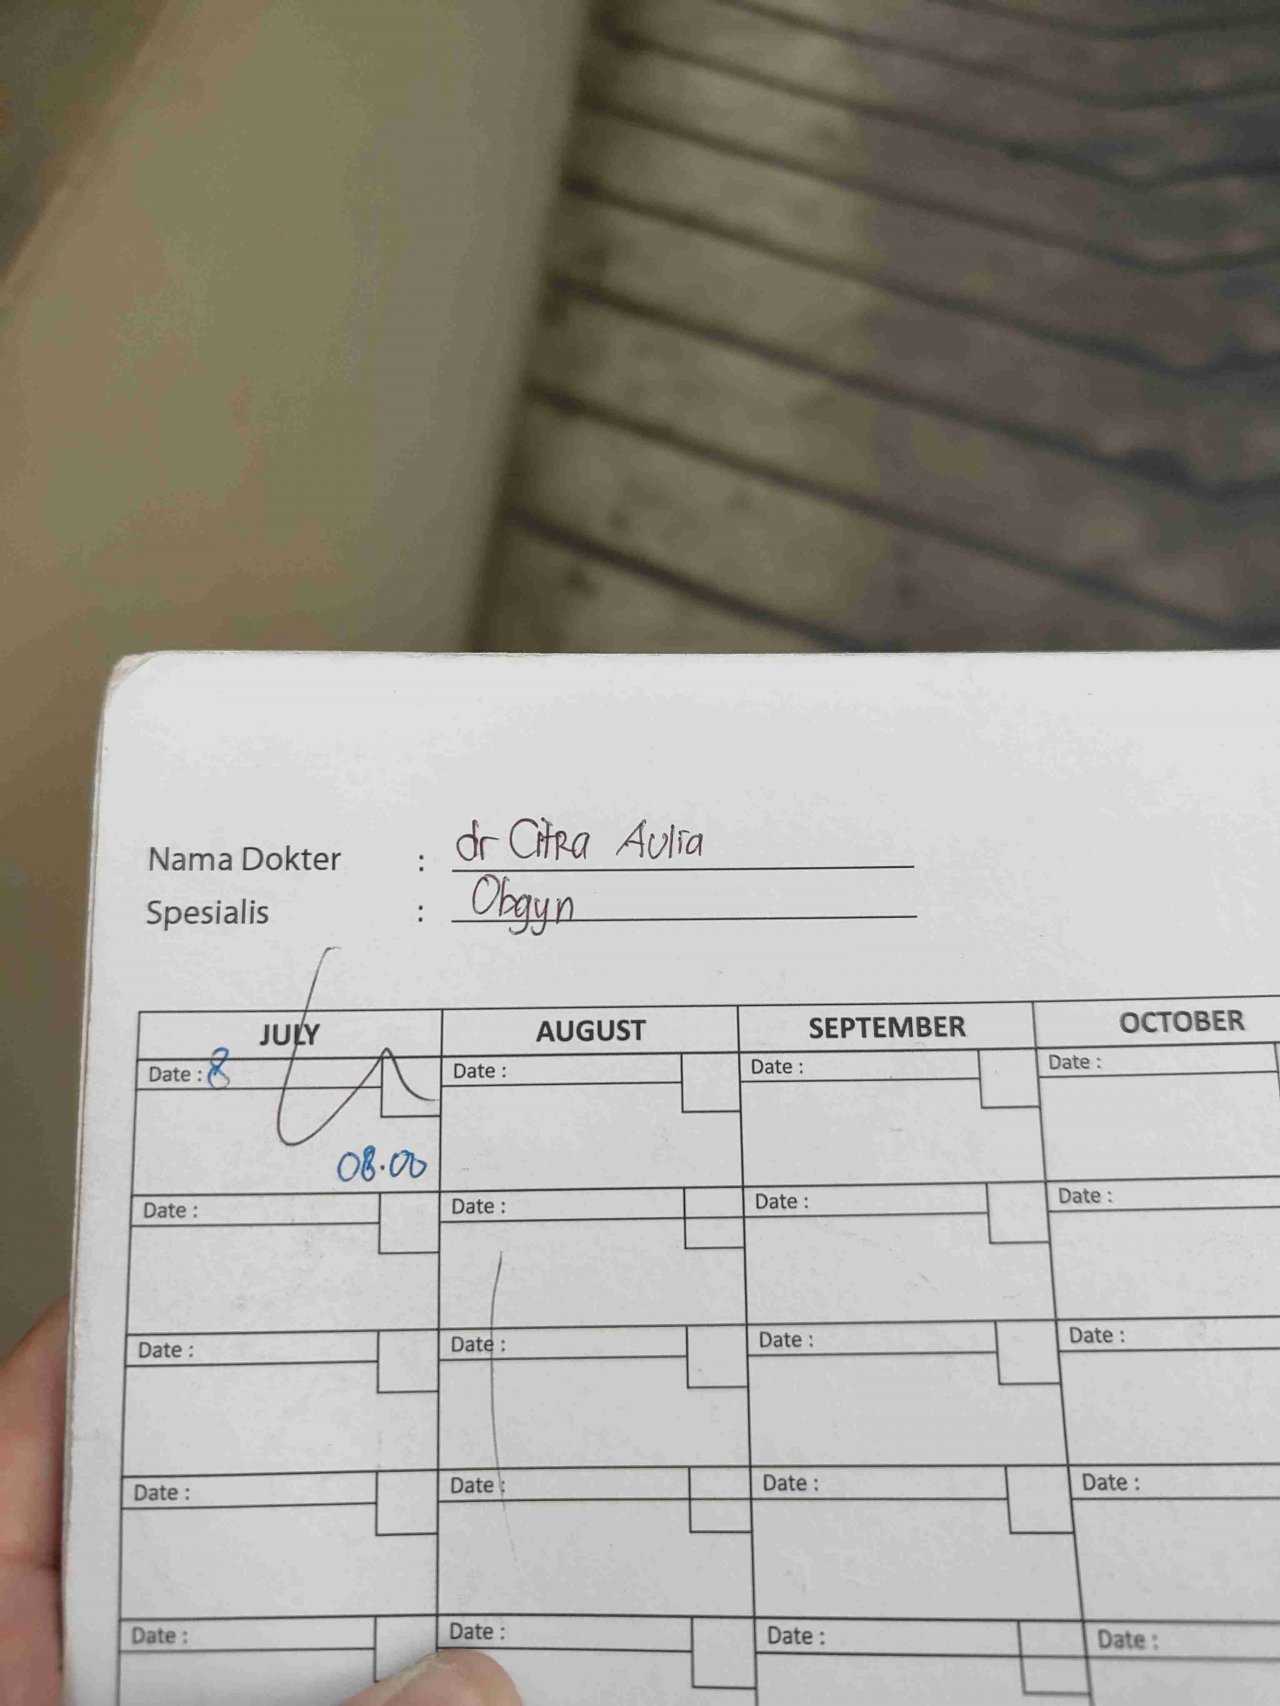 Nama Dokter : dr Citra Aulia
Spesialis : Obgyn
JULY AUGUST SEPTEMBER OCTOBER
Date : 8 Date : Date : Date :
08.00
Date : Date : Date : Date :
Date : Date : Date : Date :
Date : Date : Date : Date :
Date : Date : Date : Date :